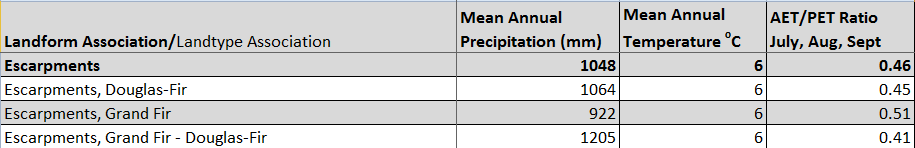 Landform Association/Landtype Association Mean Annual Precipitation (mm) Mean Annual Temperature °C AET/PET Ratio July, Aug, Sept
Escarpments 1048 6 0.46
Escarpments, Douglas-Fir 1064 6 0.45
Escarpments, Grand Fir 922 6 0.51
Escarpments, Grand Fir - Douglas-Fir 1205 6 0.41